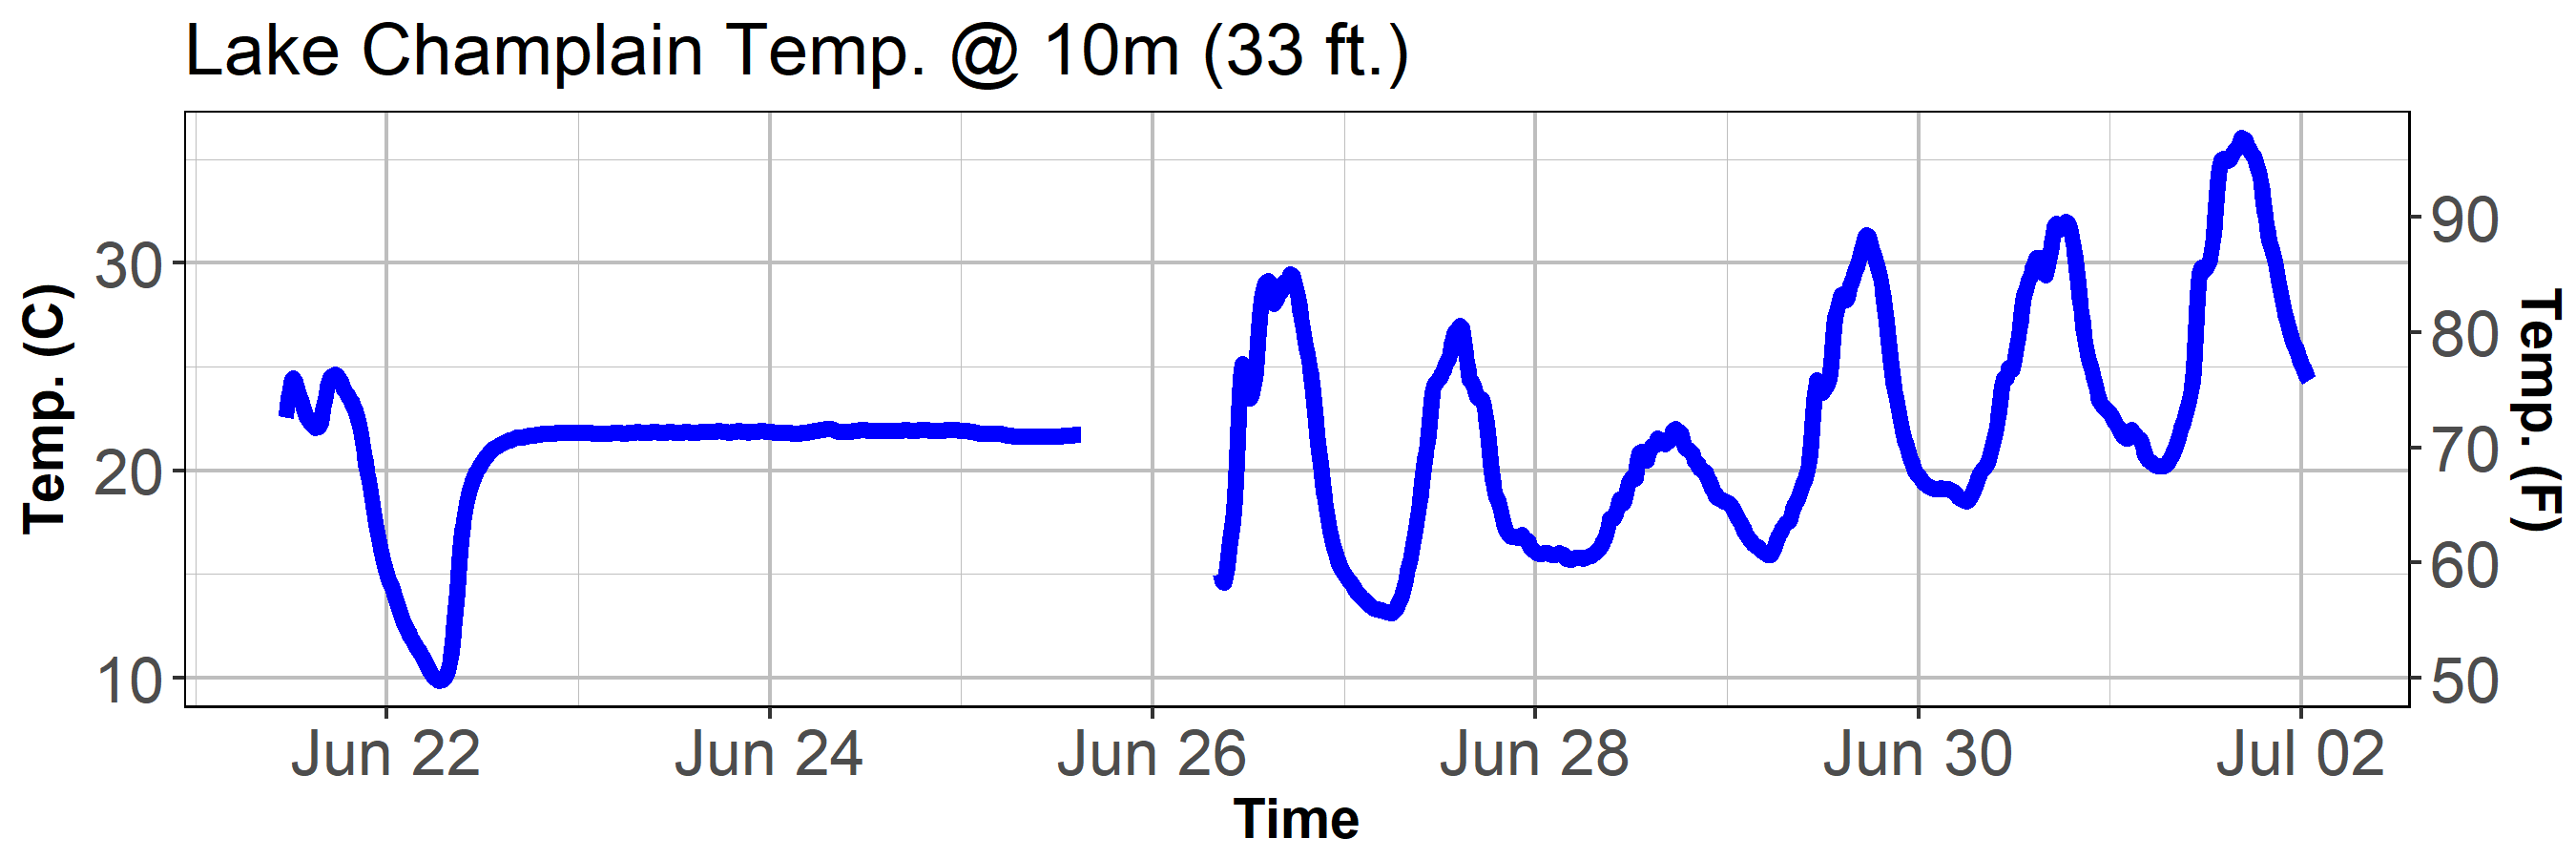 Lake Champlain Temp. @ 10m (33 ft.)
Temp. (C)
30
20
10
90
80
70
60
50
Temp. (F)
Jun 22
Jun 24
Jun 26
Jun 28
Jun 30
Jul 02
Time